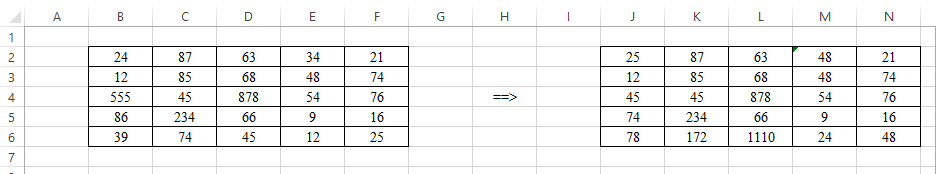 A B C D E F G H I J K L M N
1
2 24 87 63 34 21 25 87 63 48 21
3 12 85 68 48 74 12 85 68 48 74
4 555 45 878 54 76 ==> 45 45 878 54 76
5 86 234 66 9 16 74 234 66 9 16
6 39 74 45 12 25 78 172 1110 24 48
7